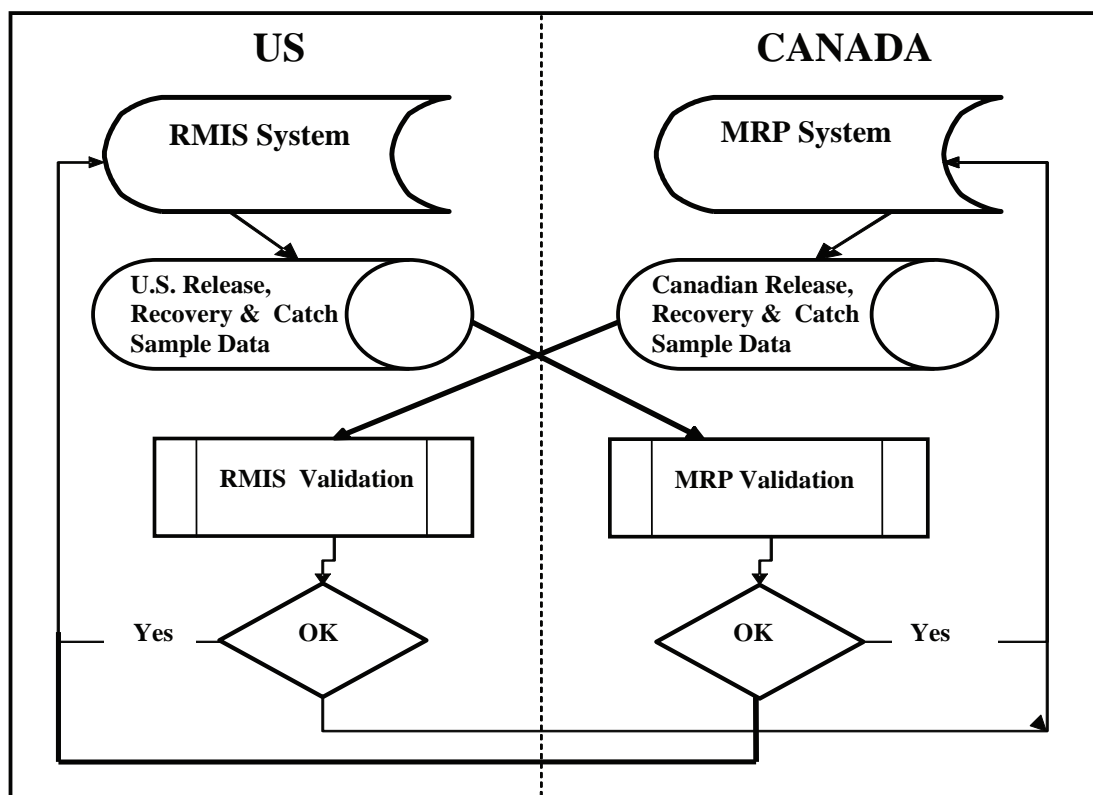 US
CANADA
RMIS System
MRP System
U.S. Release,
Recovery & Catch
Sample Data
Canadian Release,
Recovery & Catch
Sample Data
RMIS Validation
MRP Validation
Yes
OK
OK
Yes